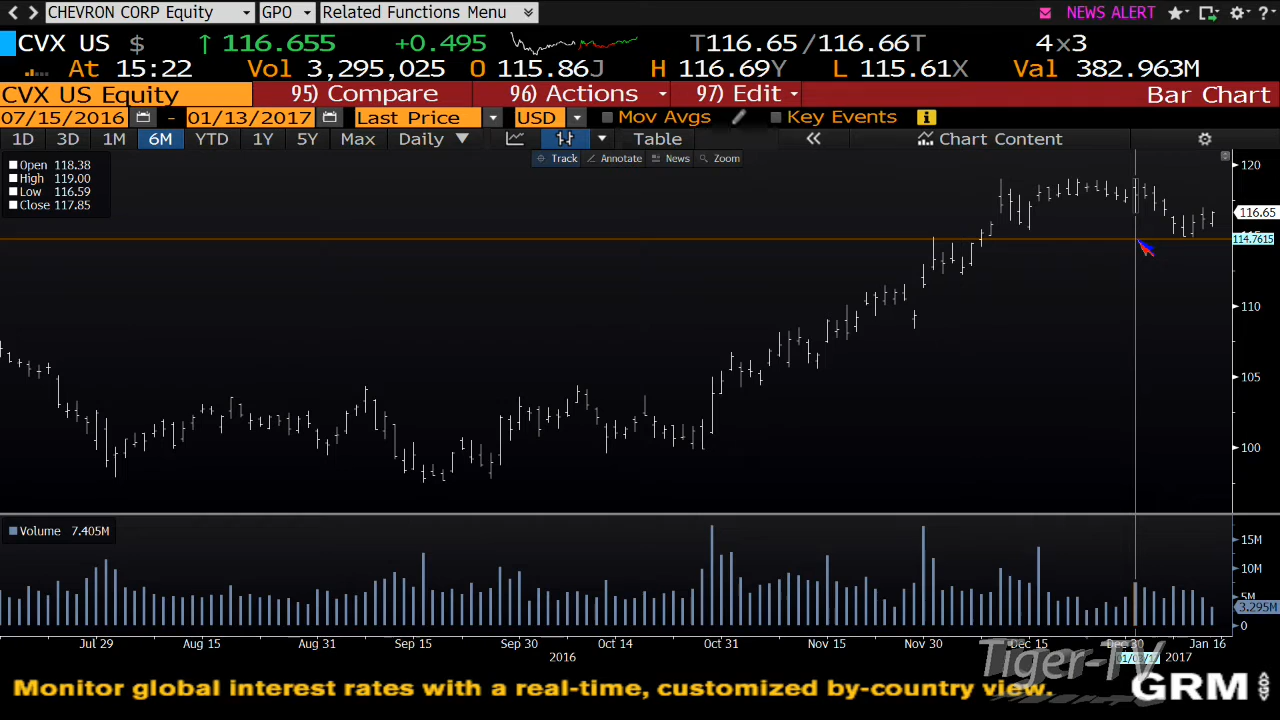 CHEVRON CORP Equity GPO Related Functions Menu NEWS ALERT
CVX US $ ↑ 116.655 +0.495 T116.65 /116.66T 4x3
At 15:22 Vol 3,295,025 O 115.86J H 116.69Y L 115.61X Val 382.963M
CVX US Equity 95) Compare 96) Actions 97) Edit Bar Chart
07/15/2016 - 01/13/2017 Last Price USD Mov Avgs Key Events
1D 3D 1M 6M YTD 1Y 5Y Max Daily Table Chart Content
Track Annotate News Zoom
Open 118.38
High 119.00
Low 116.59
Close 117.85
120
116.65
114.7615
110
105
100
Volume 7.405M
15M
10M
5M
3.295M
0
Jul 29 Aug 15 Aug 31 Sep 15 Sep 30 Oct 14 Oct 31 Nov 15 Nov 30 Dec 15 Dec 30 Jan 16
2016 2017
Tiger-TV
Monitor global interest rates with a real-time, customized by-country view. GRM